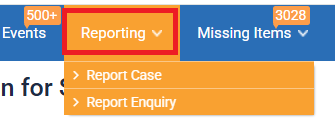 500+ 3028
Events Reporting Missing Items
Report Case
Report Enquiry
n for